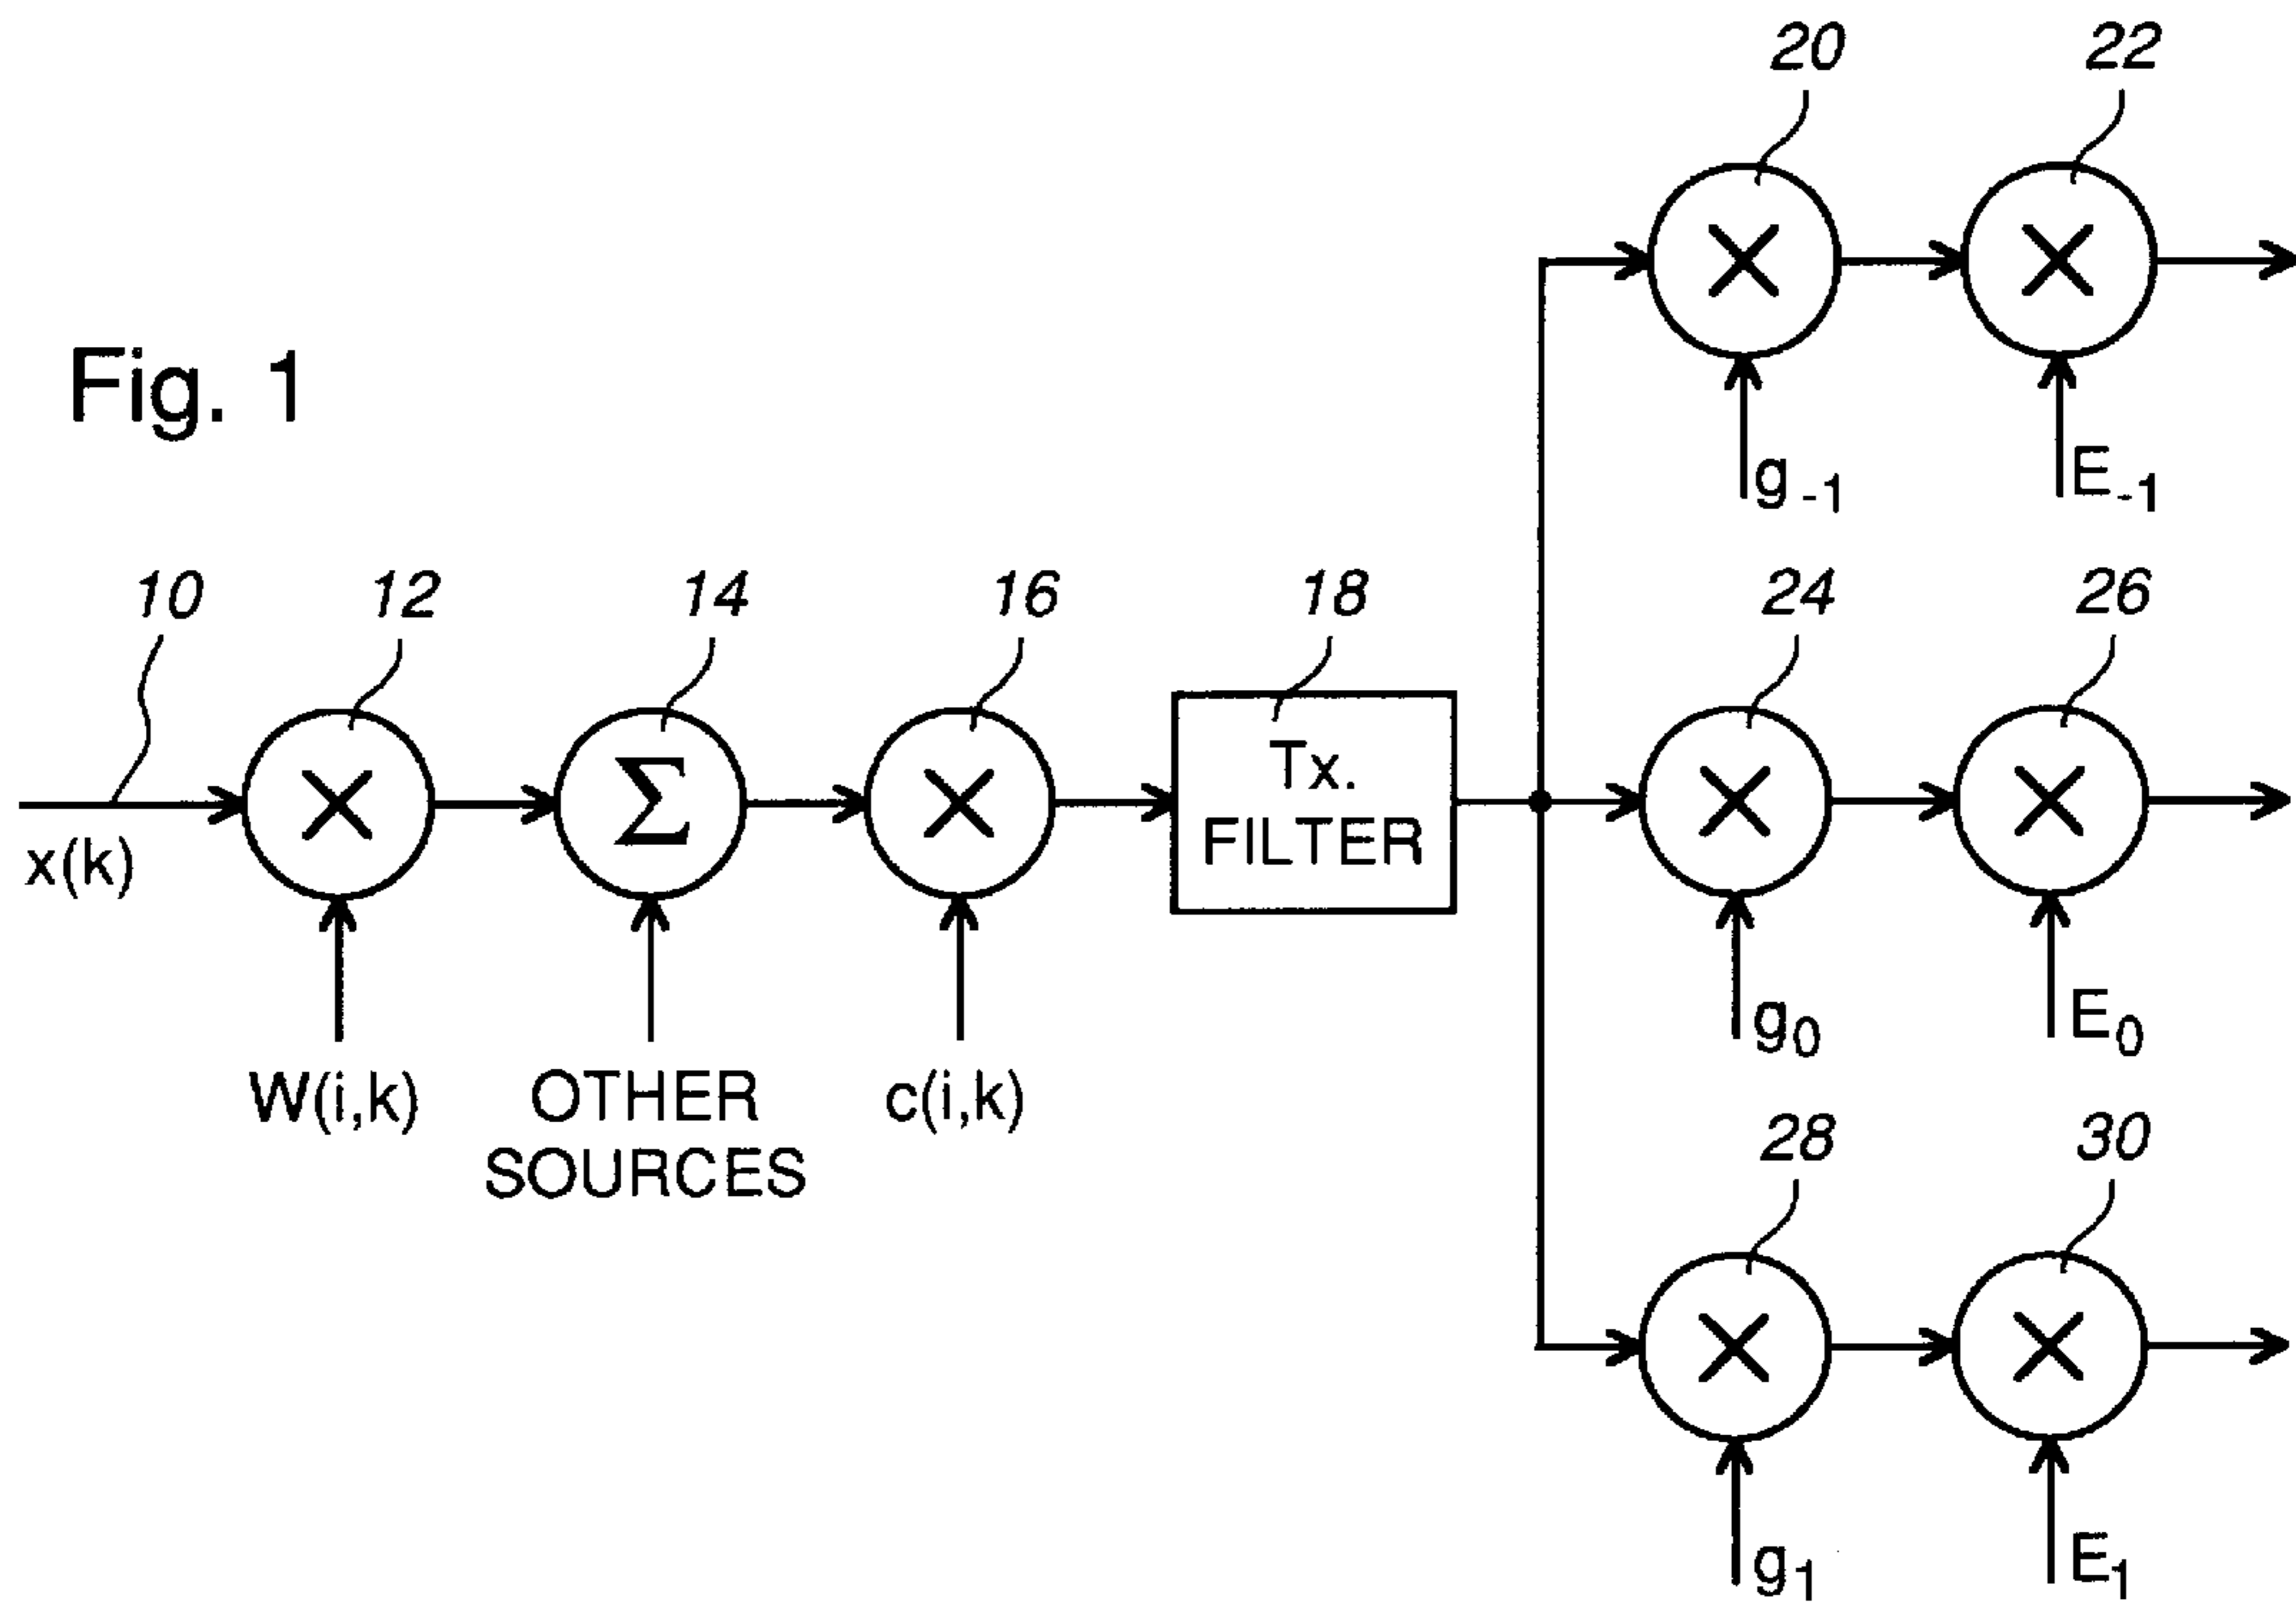 20 22
Fig. 1
g-1 E-1
10 12 14 16 18 24 26
Tx.
FILTER
x(k)
g0 E0
W(i,k) OTHER
SOURCES c(i,k)
28 30
g1 E1
× × × Σ × × × × ×